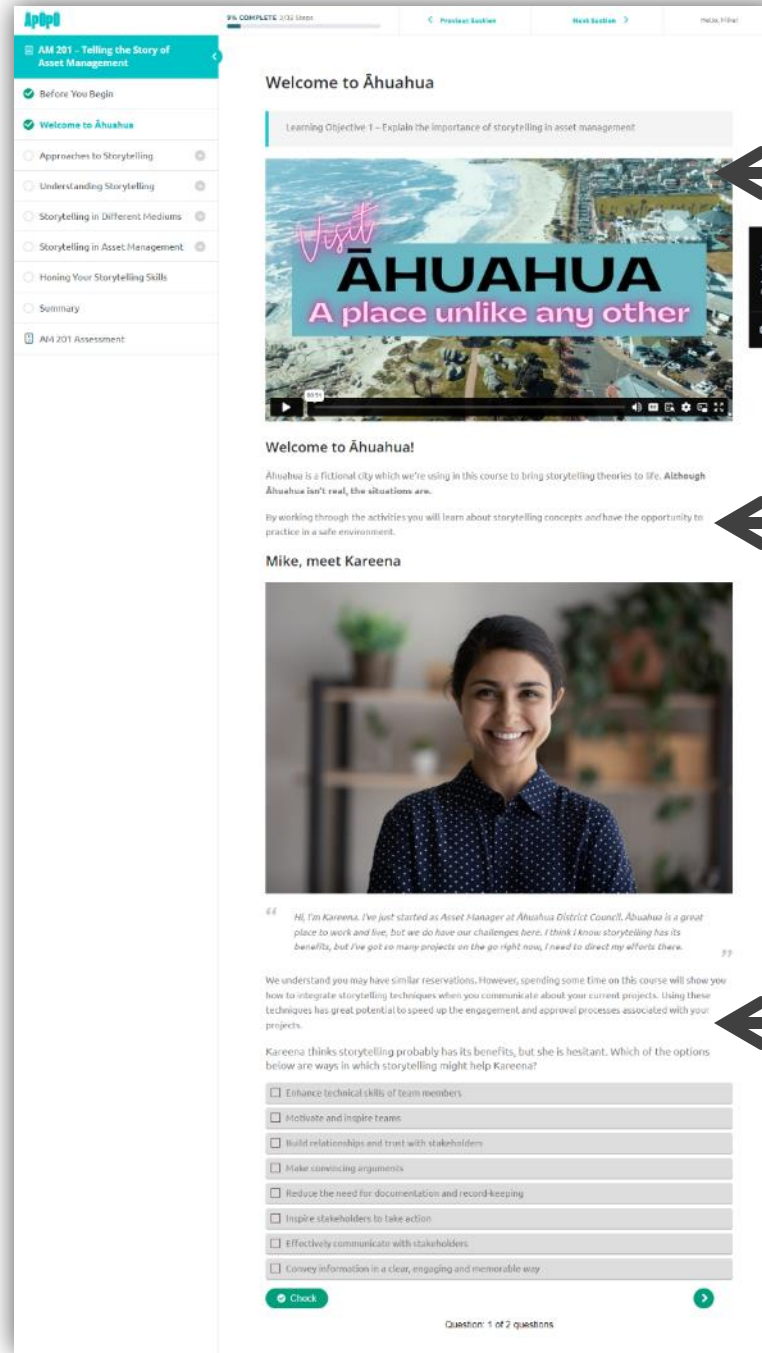 Apopo
AM 201 – Telling the Story of
Asset Management
Before You Begin
Welcome to Āhuahua
Approaches to Storytelling
Understanding Storytelling
Storytelling in Different Mediums
Storytelling in Asset Management
Honing Your Storytelling Skills
Summary
AM 201 Assessment
9% COMPLETE 3/32 Steps
Previous Section
Next Section
Hello, Mike!
Welcome to Āhuahua
Learning Objective 1 – Explain the importance of storytelling in asset management
Visit
ĀHUAHUA
A place unlike any other
Welcome to Āhuahua!
Āhuahua is a fictional city which we're using in this course to bring storytelling theories to life. Although
Āhuahua isn't real, the situations are.
By working through the activities you will learn about storytelling concepts and have the opportunity to
practice in a safe environment.
Mike, meet Kareena
“ Hi, I'm Kareena. I've just started as Asset Manager at Āhuahua District Council. Āhuahua is a great
place to work and live, but we do have our challenges here. I think I know storytelling has its
benefits, but I've got so many projects on the go right now, I need to direct my efforts there. ”
We understand you may have similar reservations. However, spending some time on this course will show you
how to integrate storytelling techniques when you communicate about your current projects. Using these
techniques has great potential to speed up the engagement and approval processes associated with your
projects.
Kareena thinks storytelling probably has its benefits, but she is hesitant. Which of the options
below are ways in which storytelling might help Kareena?
Enhance technical skills of team members
Motivate and inspire teams
Build relationships and trust with stakeholders
Make convincing arguments
Reduce the need for documentation and record-keeping
Inspire stakeholders to take action
Effectively communicate with stakeholders
Convey information in a clear, engaging and memorable way
Check
Question: 1 of 2 questions